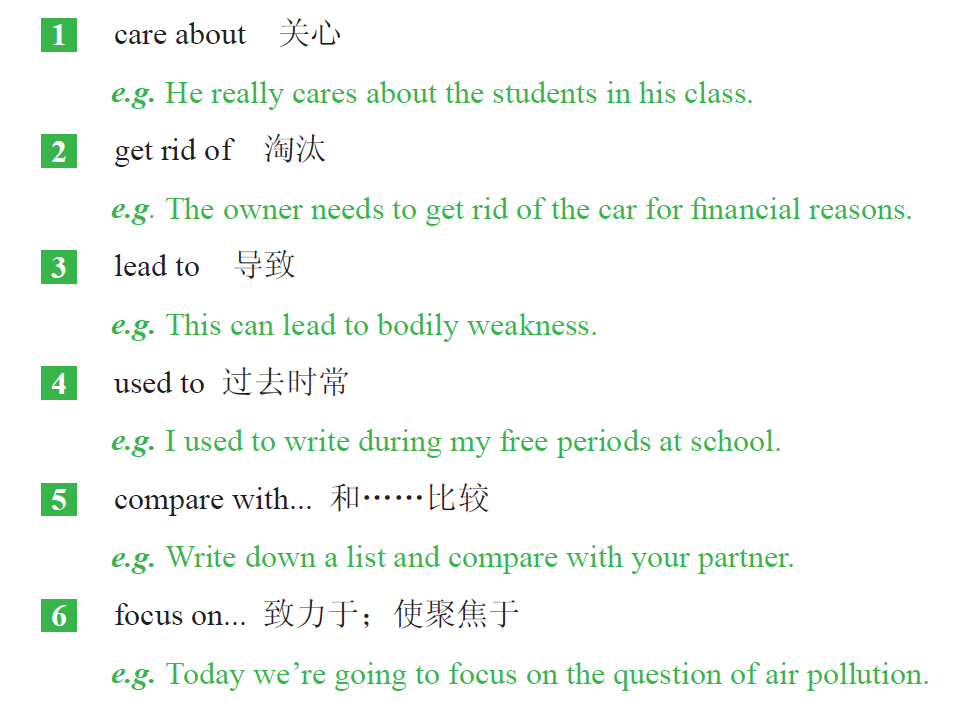 1 care about 关心
e.g. He really cares about the students in his class.
2 get rid of 淘汰
e.g. The owner needs to get rid of the car for financial reasons.
3 lead to 导致
e.g. This can lead to bodily weakness.
4 used to 过去时常
e.g. I used to write during my free periods at school.
5 compare with... 和……比较
e.g. Write down a list and compare with your partner.
6 focus on... 致力于；使聚焦于
e.g. Today we’re going to focus on the question of air pollution.